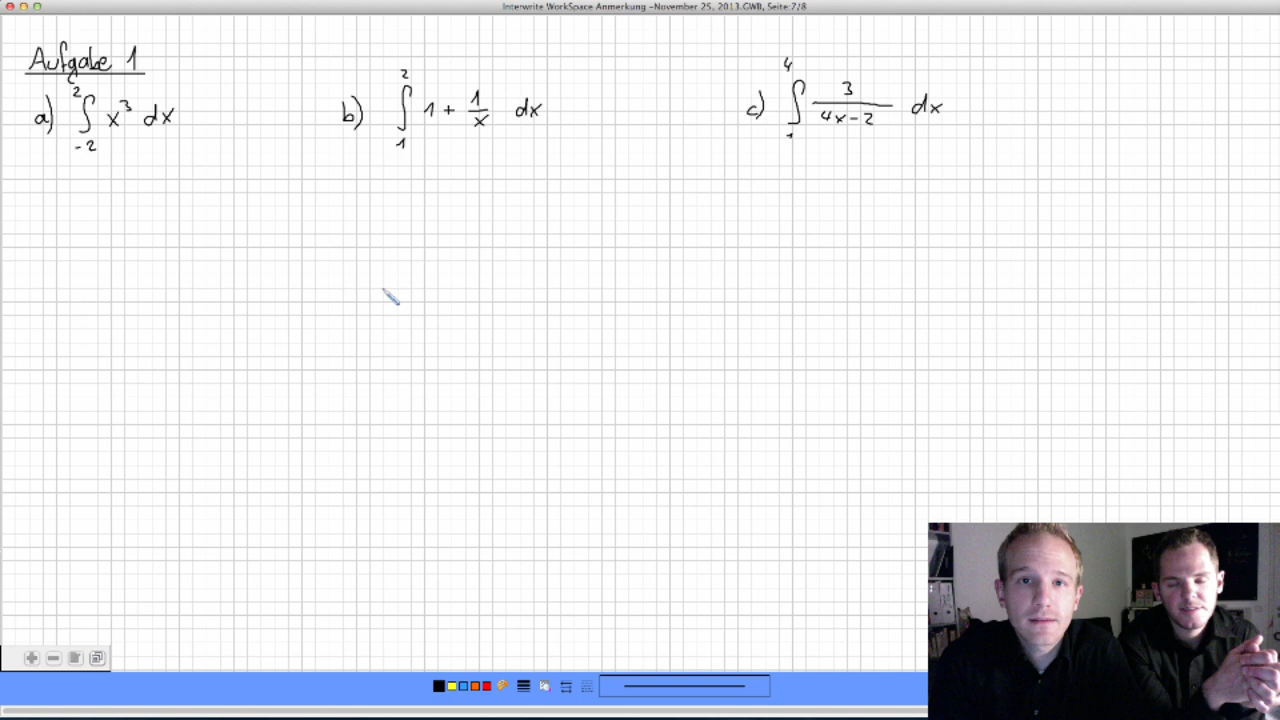 Interwrite WorkSpace Anmerkung -November 25, 2013.GWB, Seite 7/8
Aufgabe 1
a) ∫_{-2}^{2} x³ dx
b) ∫_{1}^{2} 1 + 1/x dx
c) ∫_{1}^{4} 3/(4x-2) dx